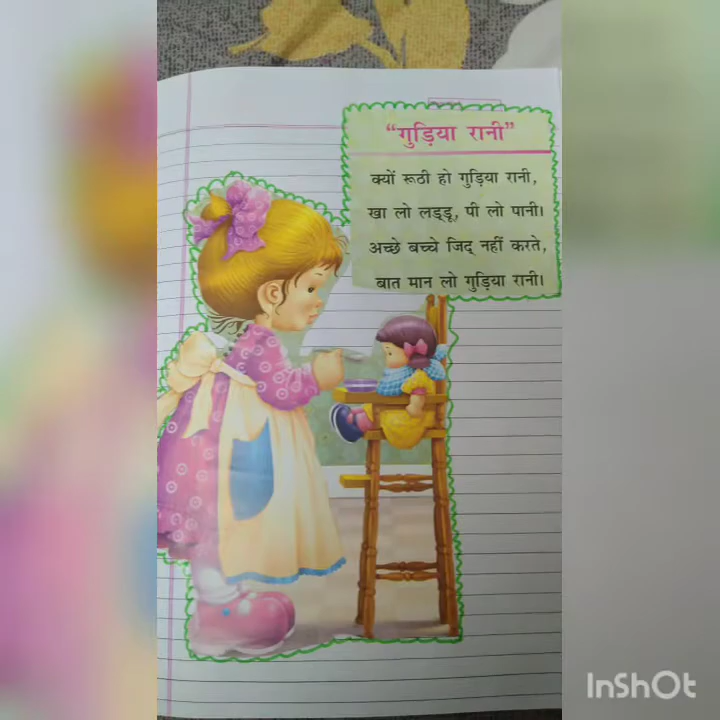 “गुड़िया रानी”
क्यों रूठी हो गुड़िया रानी,
खा लो लड्डू, पी लो पानी।
अच्छे बच्चे जिद् नहीं करते,
बात मान लो गुड़िया रानी।
InShOt